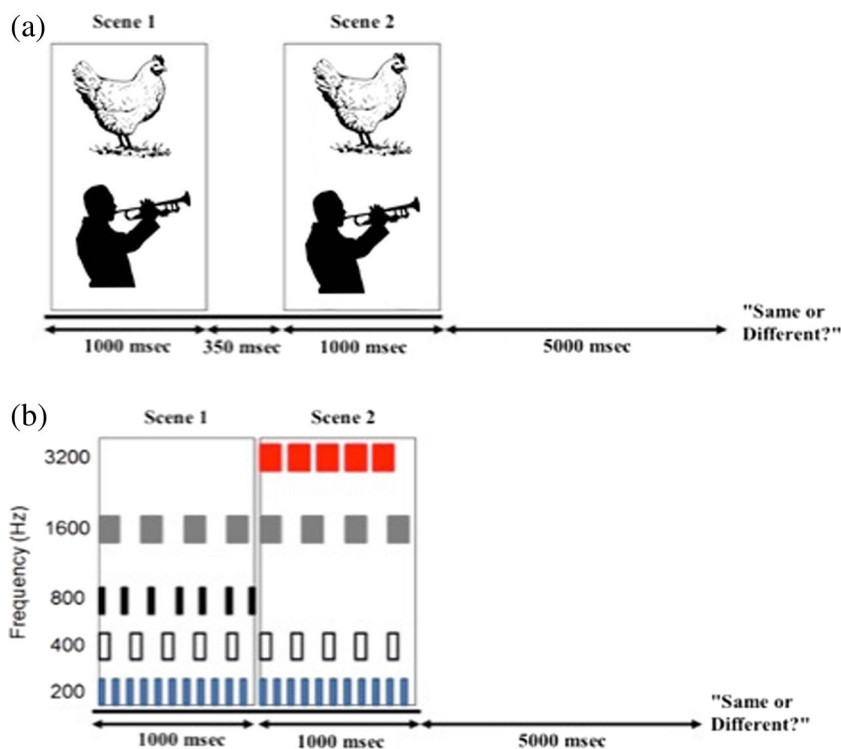 (a)
Scene 1 Scene 2
"Same or
Different?"
1000 msec 350 msec 1000 msec 5000 msec
(b)
Scene 1 Scene 2
Frequency (Hz)
3200
1600
800
400
200
"Same or
Different?"
1000 msec 1000 msec 5000 msec